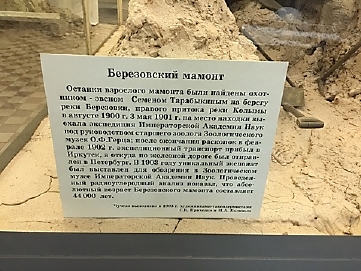 Березовский мамонт
Останки взрослого мамонта были найдены охот-
ником - эвеном Семеном Тарабыкиным на берегу
реки Березовки, правого притока реки Колымы
в августе 1900 г. 3 мая 1901 г. на место находки вы-
ехала экспедиция Императорской Академии Наук
под руководством старшего зоолога Зоологического
музея О.Ф.Герца; после окончания раскопок в фев-
рале 1902 г. экспедиционный транспорт прибыл в
Иркутск, а откуда по железной дороге был отправ-
лен в Петербург. В 1903 году уникальный экспонат
был выставлен для обозрения в Зоологическом
музее Императорской Академии Наук. Проведен-
ный радиоуглеродный анализ показал, что абсо-
лютный возраст Березовского мамонта составляет
44 000 лет.